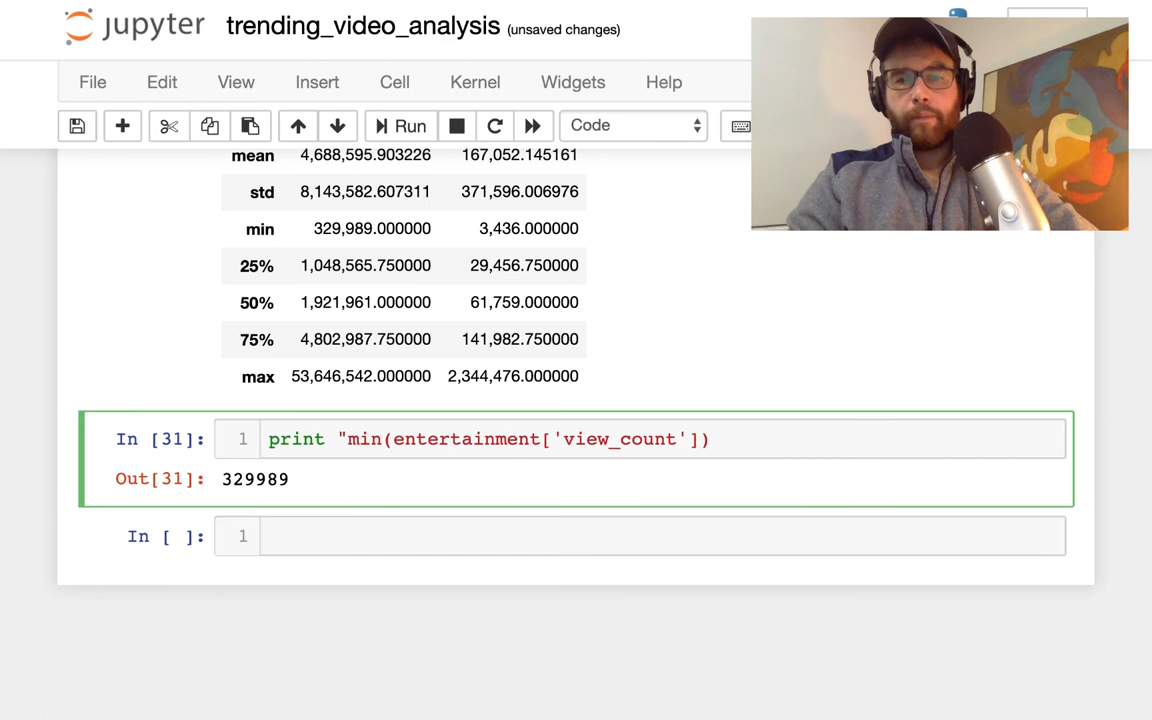 jupyter trending_video_analysis (unsaved changes)
File Edit View Insert Cell Kernel Widgets Help
Run Code
mean 4,688,595.903226 167,052.145161
std 8,143,582.607311 371,596.006976
min 329,989.000000 3,436.000000
25% 1,048,565.750000 29,456.750000
50% 1,921,961.000000 61,759.000000
75% 4,802,987.750000 141,982.750000
max 53,646,542.000000 2,344,476.000000
In [31]: 1 print "min(entertainment['view_count'])
Out[31]: 329989
In [ ]: 1